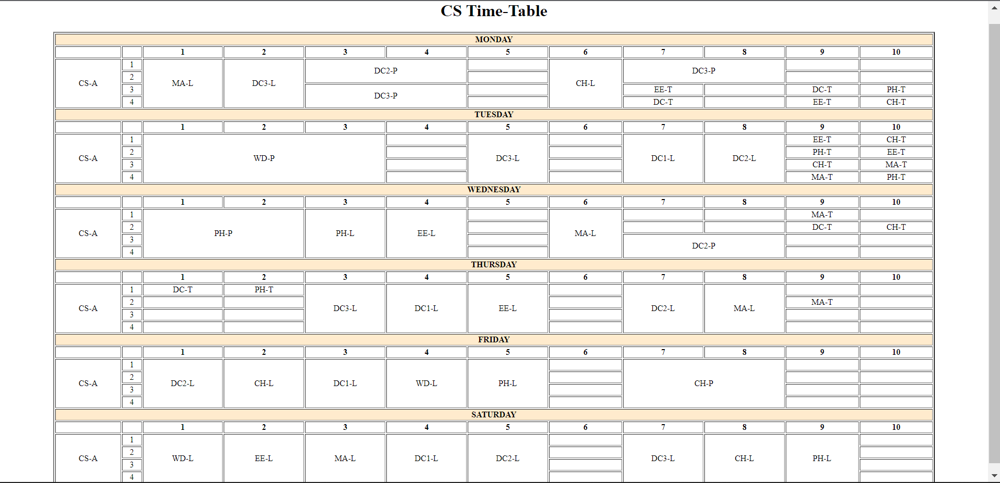 CS Time-Table
MONDAY
1 2 3 4 5 6 7 8 9 10
CS-A 1 MA-L DC3-L DC2-P CH-L DC3-P
2
3 DC3-P EE-T DC-T PH-T
4 DC-T EE-T CH-T
TUESDAY
1 2 3 4 5 6 7 8 9 10
CS-A 1 WD-P DC3-L DC1-L DC2-L EE-T CH-T
2 PH-T EE-T
3 CH-T MA-T
4 MA-T PH-T
WEDNESDAY
1 2 3 4 5 6 7 8 9 10
CS-A 1 PH-P PH-L EE-L MA-L MA-T
2 DC-T CH-T
3 DC2-P
4
THURSDAY
1 2 3 4 5 6 7 8 9 10
CS-A 1 DC-T PH-T DC3-L DC1-L EE-L DC2-L MA-L
2 MA-T
3
4
FRIDAY
1 2 3 4 5 6 7 8 9 10
CS-A 1 DC2-L CH-L DC1-L WD-L PH-L CH-P
2
3
4
SATURDAY
1 2 3 4 5 6 7 8 9 10
CS-A 1 WD-L EE-L MA-L DC1-L DC2-L DC3-L CH-L PH-L
2
3
4